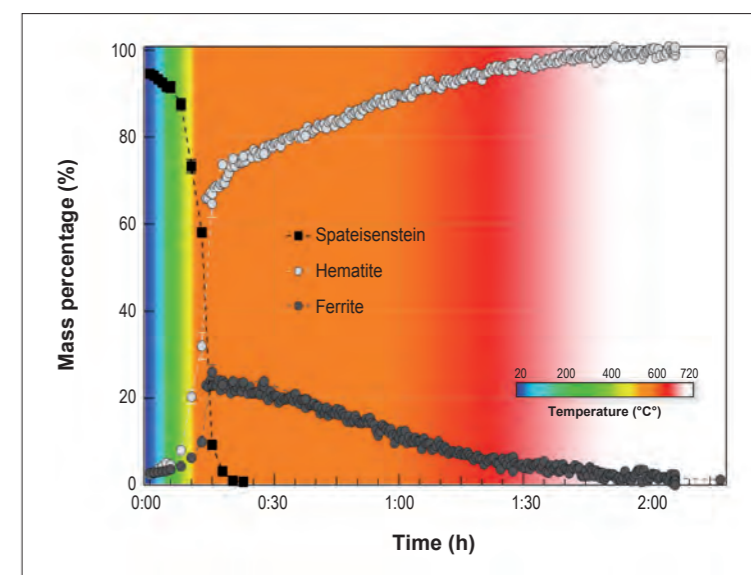 Mass percentage (%)
100
80
60
40
20
0
Spateisenstein
Hematite
Ferrite
20 200 400 600 720
Temperature (°C°)
0:00 0:30 1:00 1:30 2:00
Time (h)